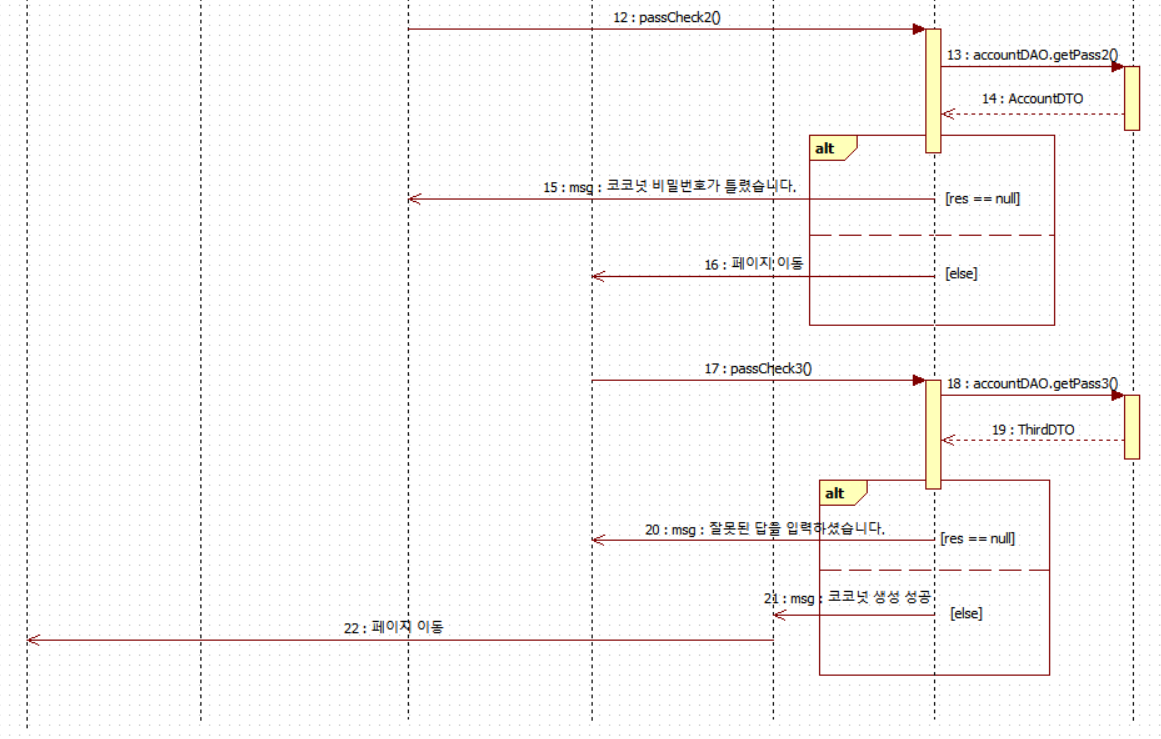 12 : passCheck2()
13 : accountDAO.getPass2()
14 : AccountDTO
alt
15 : msg : 코코넛 비밀번호가 틀렸습니다.
[res == null]
16 : 페이지 이동
[else]
17 : passCheck3()
18 : accountDAO.getPass3()
19 : ThirdDTO
alt
20 : msg : 잘못된 답을 입력하셨습니다.
[res == null]
21 : msg : 코코넛 생성 성공
[else]
22 : 페이지 이동